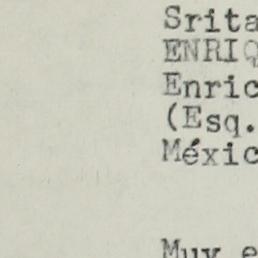 Srita
ENRIQ
Enric
(Esq.
Méxic
Muy e